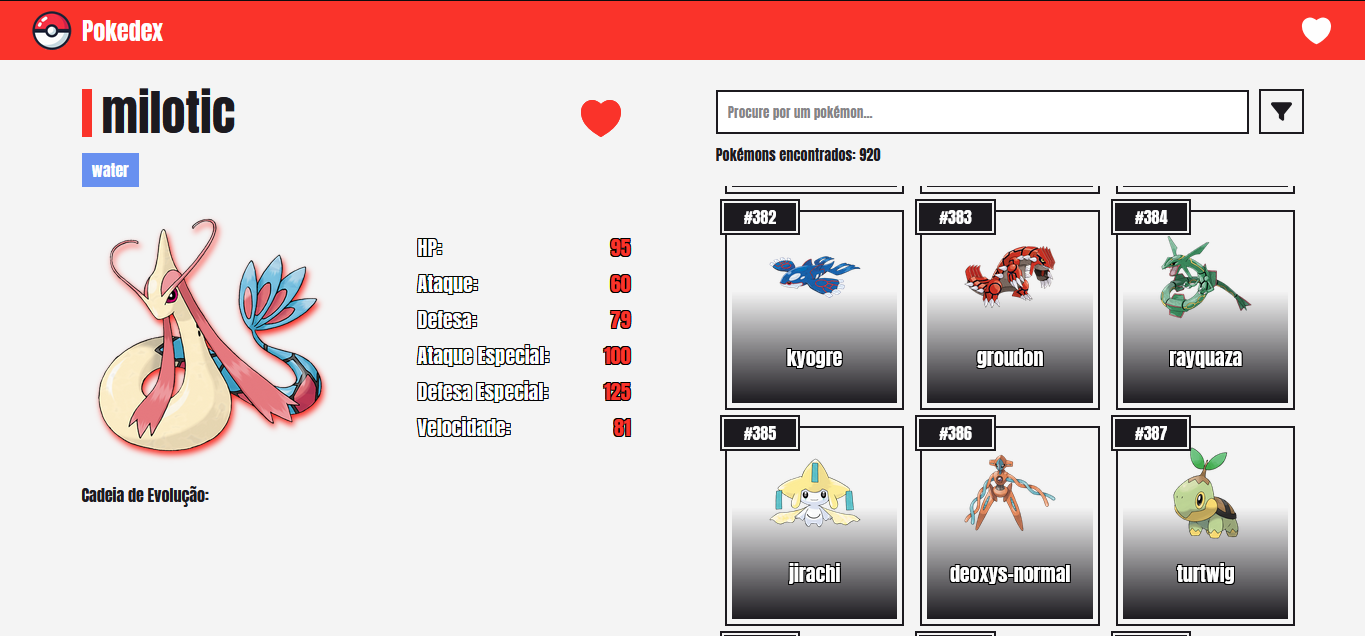 Pokedex
milotic
water
HP: 95
Ataque: 60
Defesa: 79
Ataque Especial: 100
Defesa Especial: 125
Velocidade: 81
Cadeia de Evolução:
Procure por um pokémon...
Pokémons encontrados: 920
#382 #383 #384
kyogre groudon rayquaza
#385 #386 #387
jirachi deoxys-normal turtwig